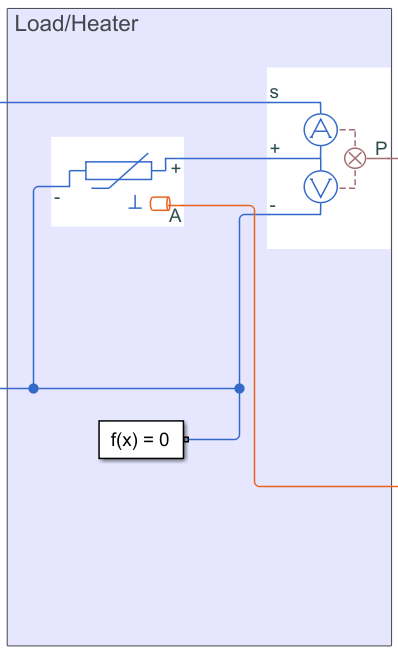 Load/Heater
s
A
+
P
+
V
-
-
⊥
A
f(x) = 0